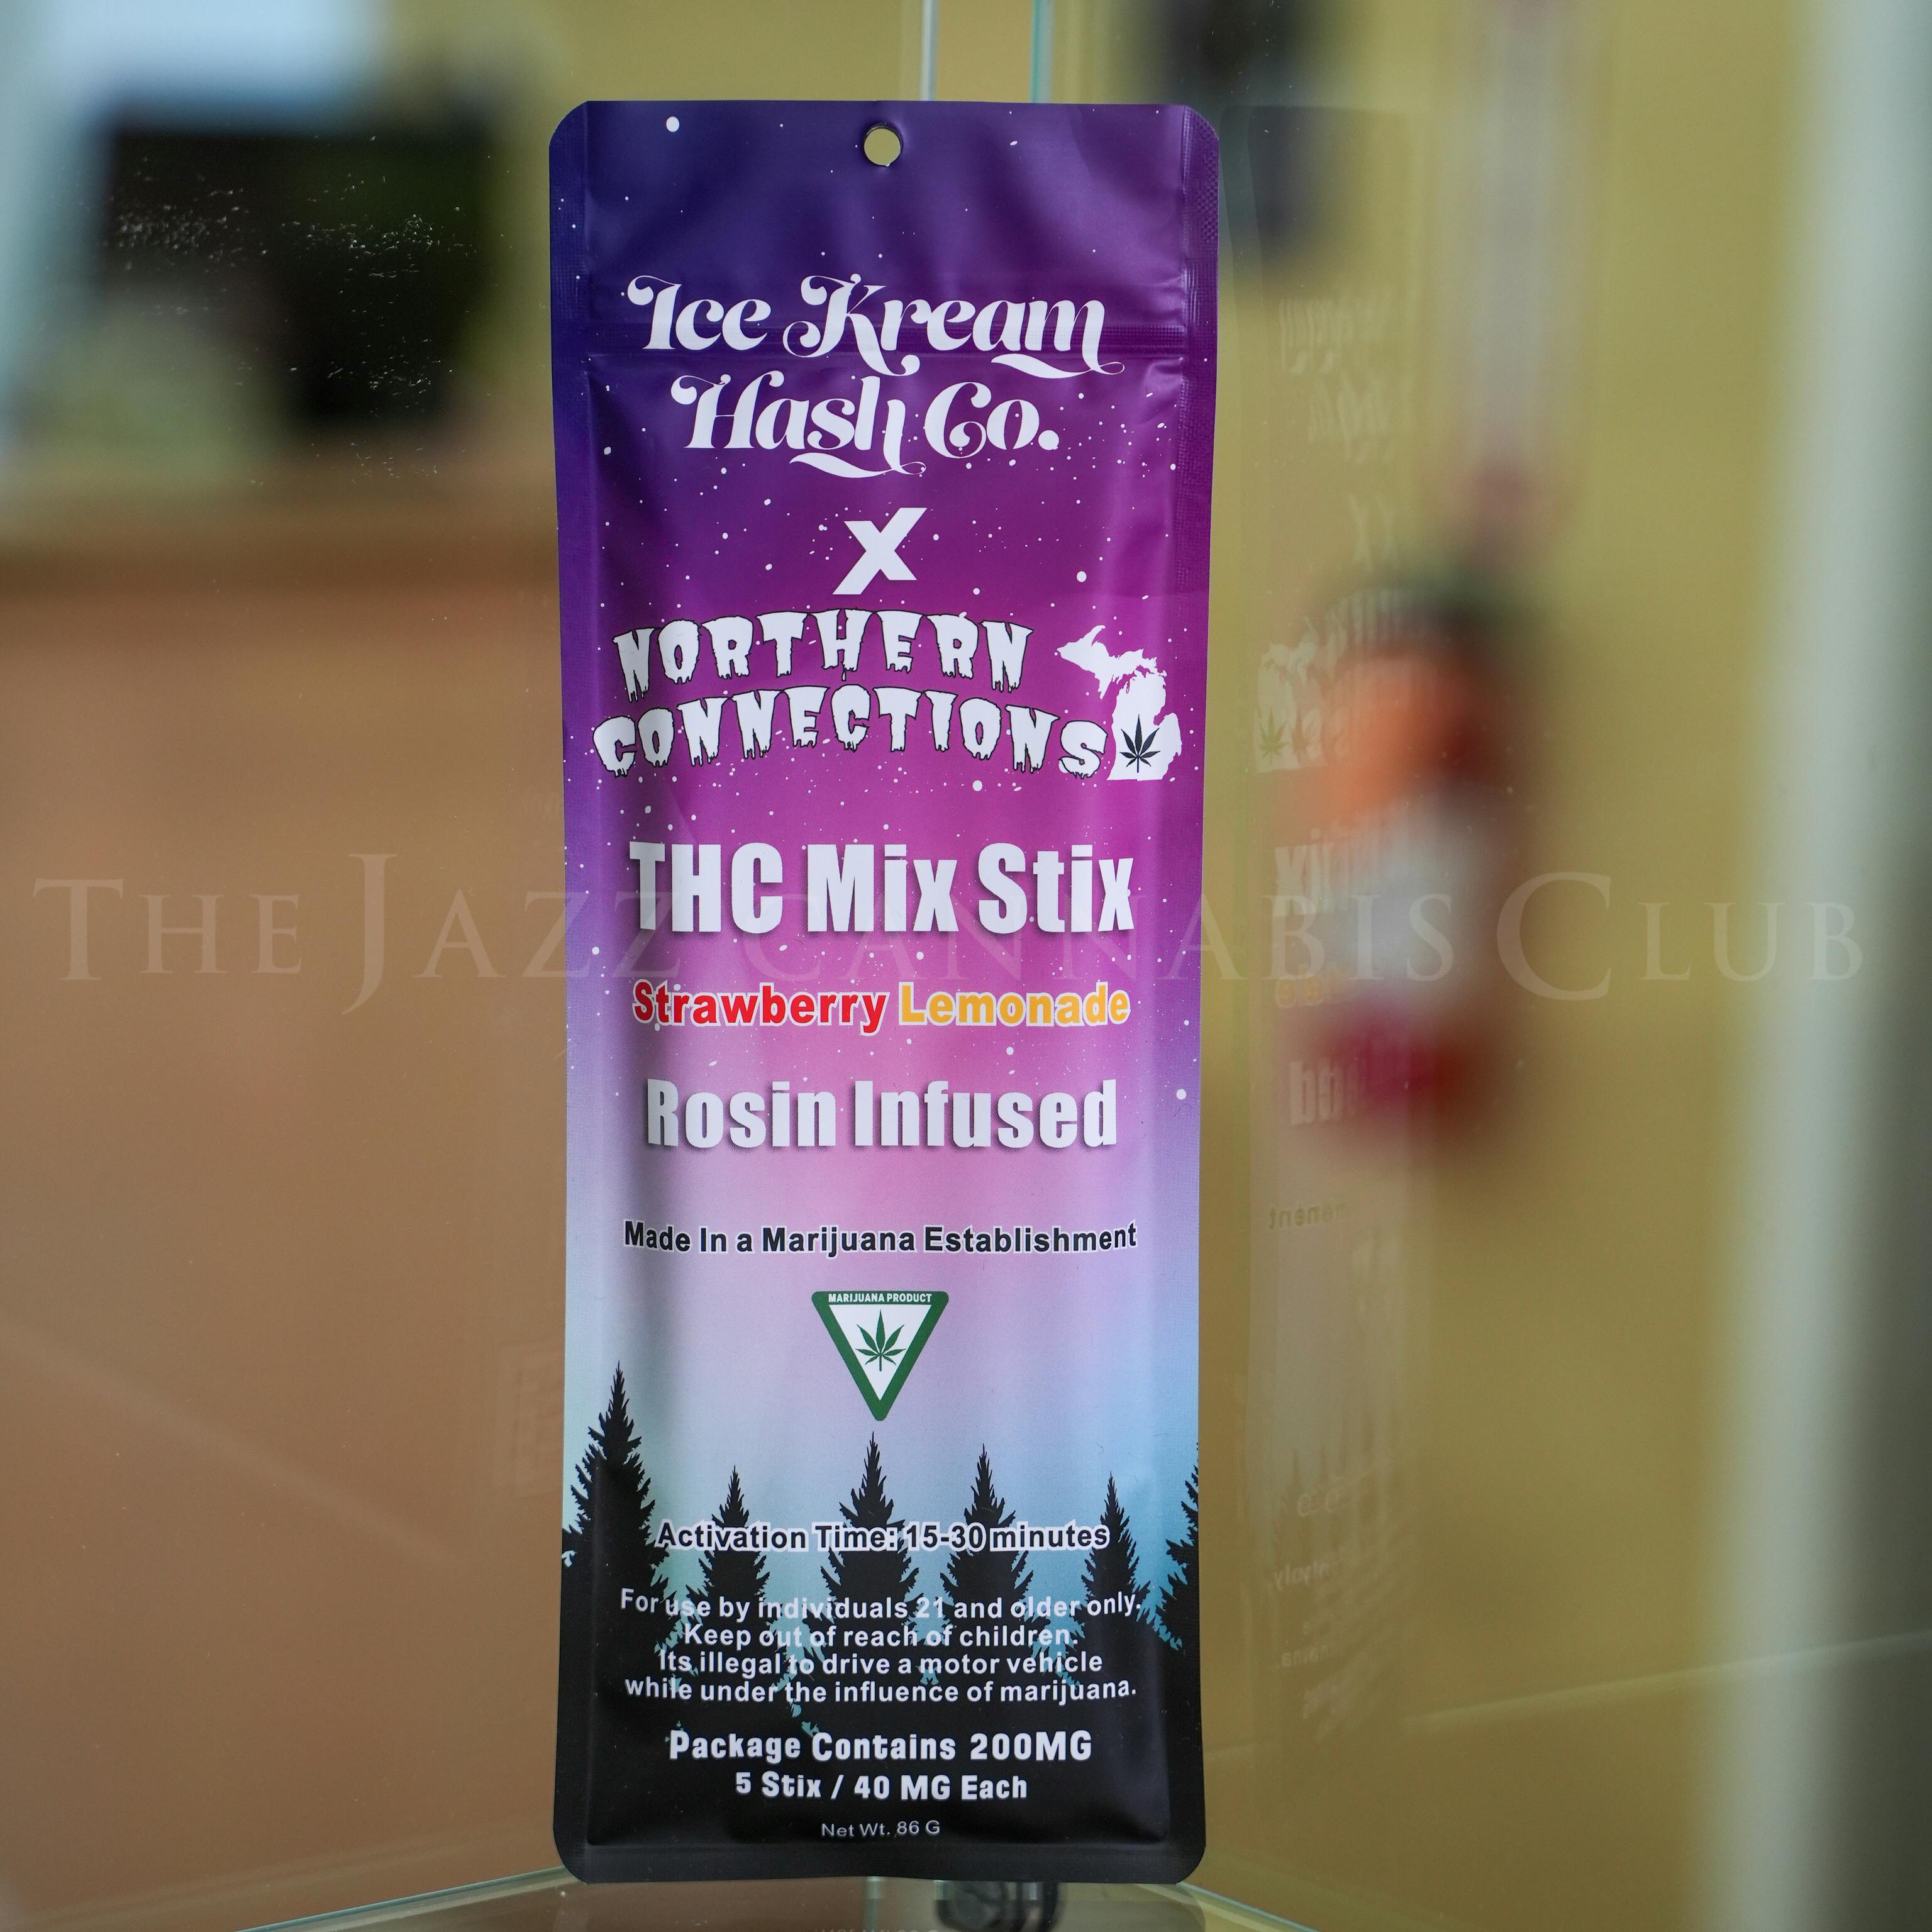 Ice Kream
Hash Co.
X
NORTHERN
CONNECTIONS
THC Mix Stix
THE JAZZ CANNABIS CLUB
Strawberry Lemonade
Rosin Infused
Made In a Marijuana Establishment
MARIJUANA PRODUCT
Activation Time: 15-30 minutes
For use by individuals 21 and older only.
Keep out of reach of children.
Its illegal to drive a motor vehicle
while under the influence of marijuana.
Package Contains 200MG
5 Stix / 40 MG Each
Net Wt. 86 G